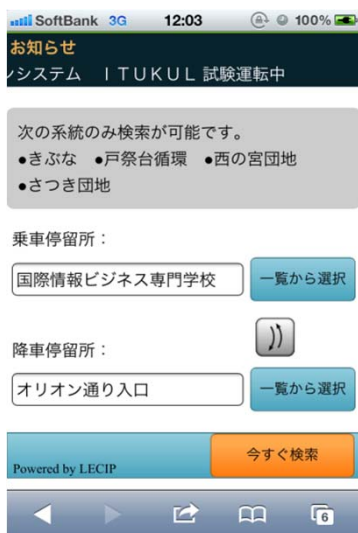 SoftBank 3G 12:03 100%
お知らせ
システム ITUKUL 試験運転中
次の系統のみ検索が可能です。
●きぶな ●戸祭台循環 ●西の宮団地
●さつき団地
乗車停留所：
国際情報ビジネス専門学校 一覧から選択
降車停留所：
オリオン通り入口 一覧から選択
今すぐ検索
Powered by LECIP
6